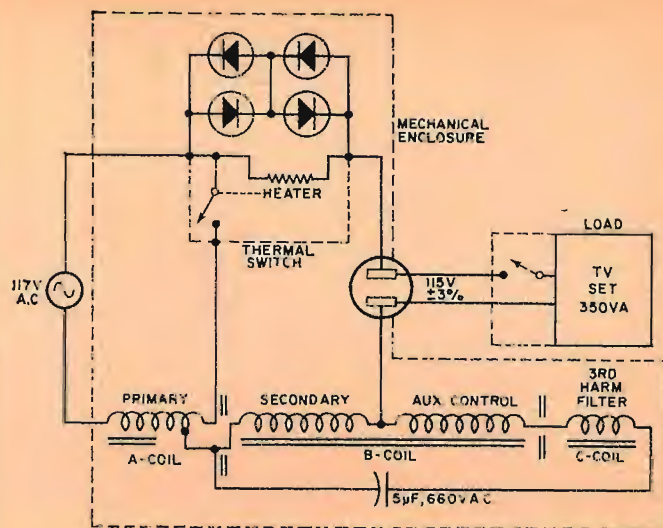 MECHANICAL
ENCLOSURE
HEATER
THERMAL
SWITCH
117V
A.C
LOAD
115V
±3%
TV
SET
350VA
PRIMARY
SECONDARY
AUX. CONTROL
3RD
HARM
FILTER
A-COIL
B-COIL
C-COIL
5µF, 660VAC